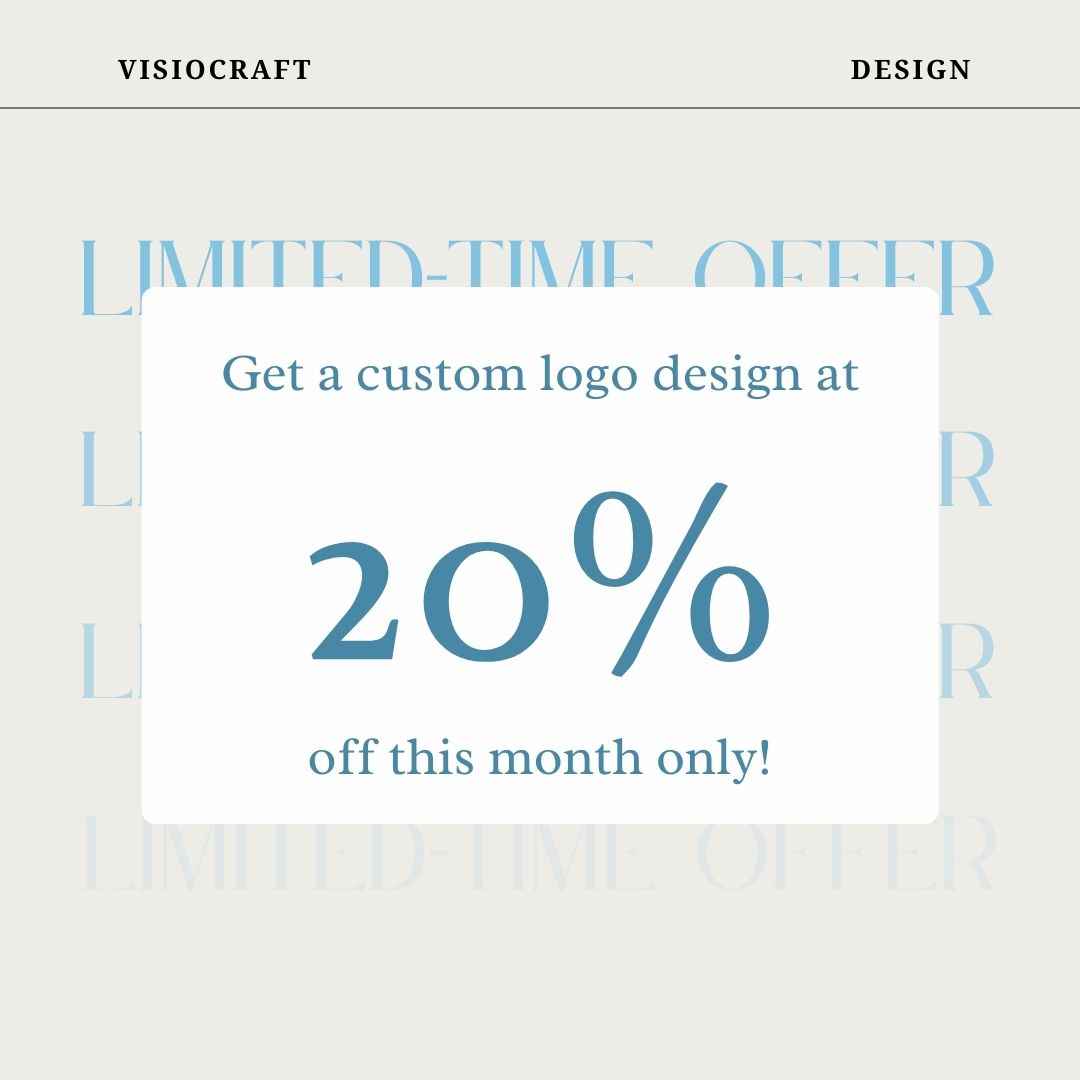 VISIOCRAFT DESIGN
LIMITED-TIME OFFER
Get a custom logo design at
20%
off this month only!
LIMITED-TIME OFFER